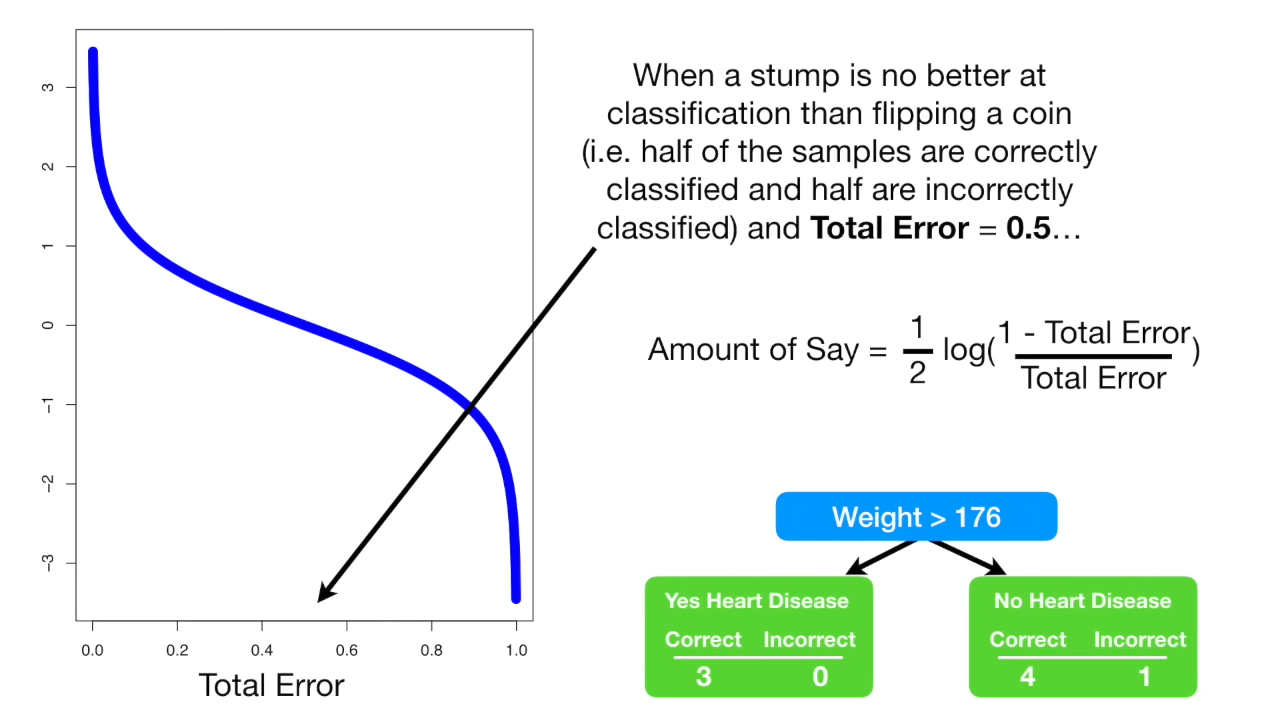 3
2
1
0
-1
-2
-3
0.0 0.2 0.4 0.6 0.8 1.0
Total Error
When a stump is no better at
classification than flipping a coin
(i.e. half of the samples are correctly
classified and half are incorrectly
classified) and Total Error = 0.5…
Amount of Say = 1/2 log(1 - Total Error / Total Error)
Weight > 176
Yes Heart Disease
Correct Incorrect
3 0
No Heart Disease
Correct Incorrect
4 1